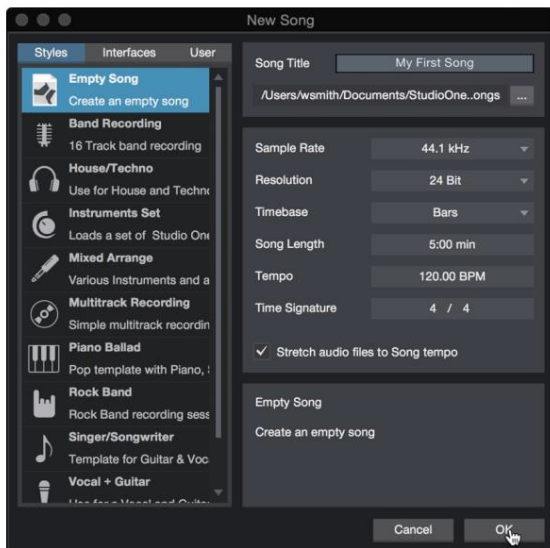 New Song
Styles Interfaces User
Empty Song
Create an empty song
Band Recording
16 Track band recording
House/Techno
Use for House and Techno
Instruments Set
Loads a set of Studio One
Mixed Arrange
Various Instruments and a
Multitrack Recording
Simple multitrack recordin
Piano Ballad
Pop template with Piano,
Rock Band
Rock Band recording sess
Singer/Songwriter
Template for Guitar & Voc
Vocal + Guitar
Song Title My First Song
/Users/wsmith/Documents/StudioOne..ongs ...
Sample Rate 44.1 kHz
Resolution 24 Bit
Timebase Bars
Song Length 5:00 min
Tempo 120.00 BPM
Time Signature 4 / 4
Stretch audio files to Song tempo
Empty Song
Create an empty song
Cancel OK